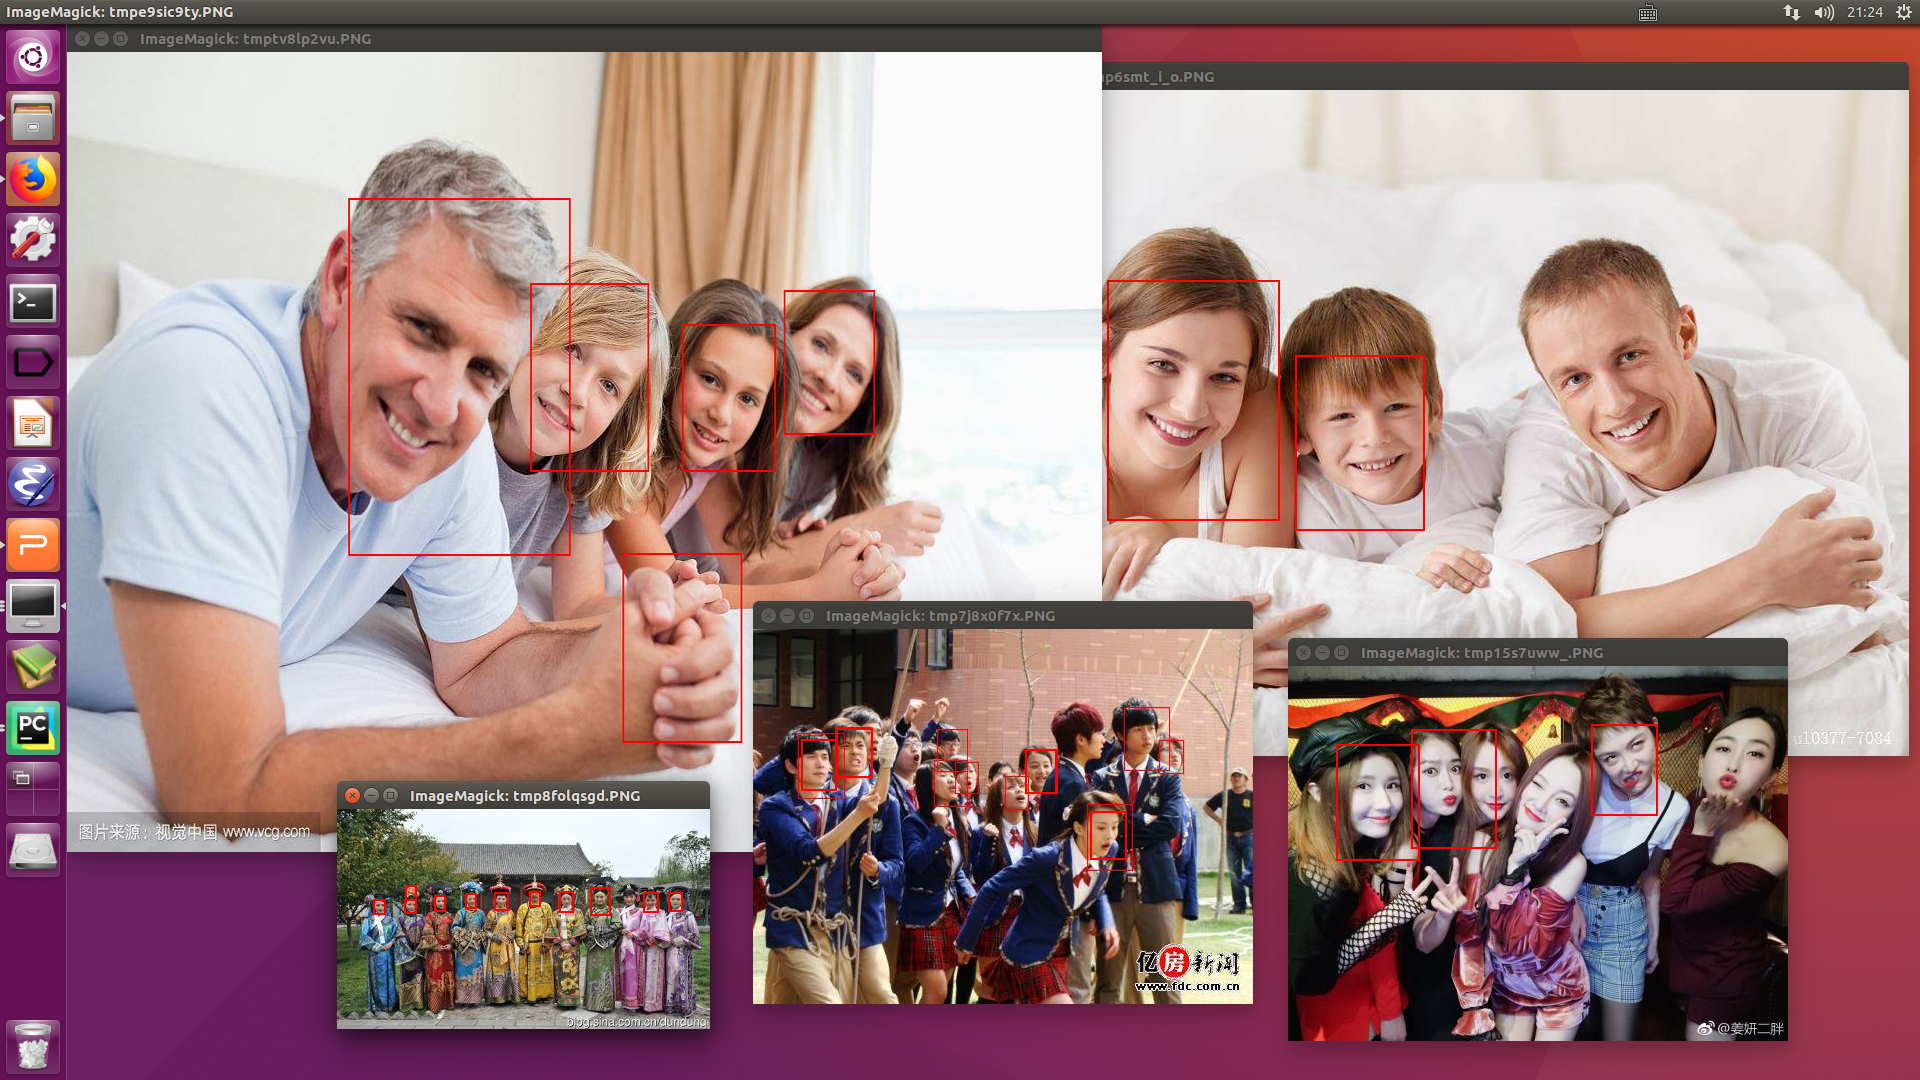 ImageMagick: tmpe9sic9ty.PNG
21:24
ImageMagick: tmptv8lp2vu.PNG
p6smt_i_o.PNG
ImageMagick: tmp7j8x0f7x.PNG
ImageMagick: tmp15s7uww_.PNG
u10377-7084
ImageMagick: tmp8folqsgd.PNG
图片来源：视觉中国 www.vcg.com
亿房新闻
www.fdc.com.cn
blog.sina.com.cn/dundunqi
@姜妍二胖
PC